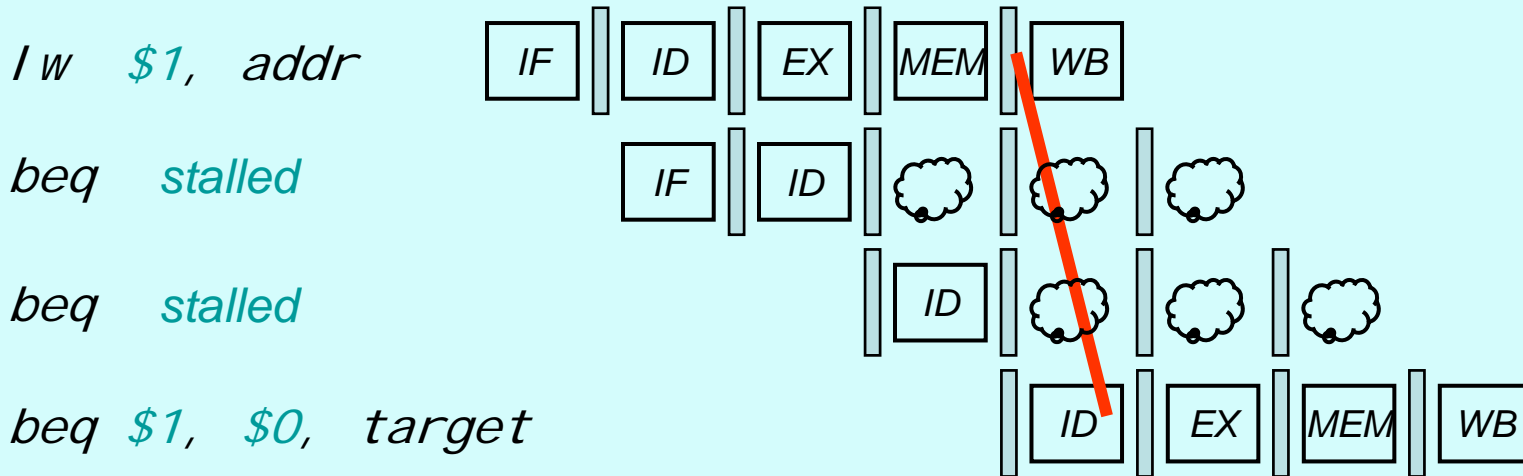 lw $1, addr IF ID EX MEM WB
beq stalled IF ID
beq stalled ID
beq $1, $0, target ID EX MEM WB